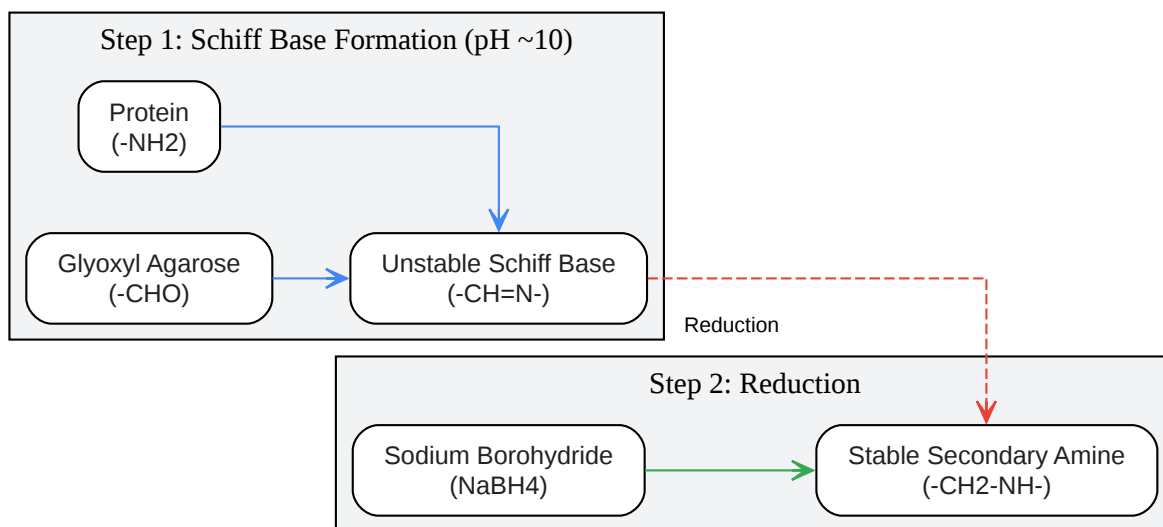 Step 1: Schiff Base Formation (pH ~10)
Protein
(-NH2)
Glyoxyl Agarose
(-CHO)
Unstable Schiff Base
(-CH=N-)
Reduction
Step 2: Reduction
Sodium Borohydride
(NaBH4)
Stable Secondary Amine
(-CH2-NH-)